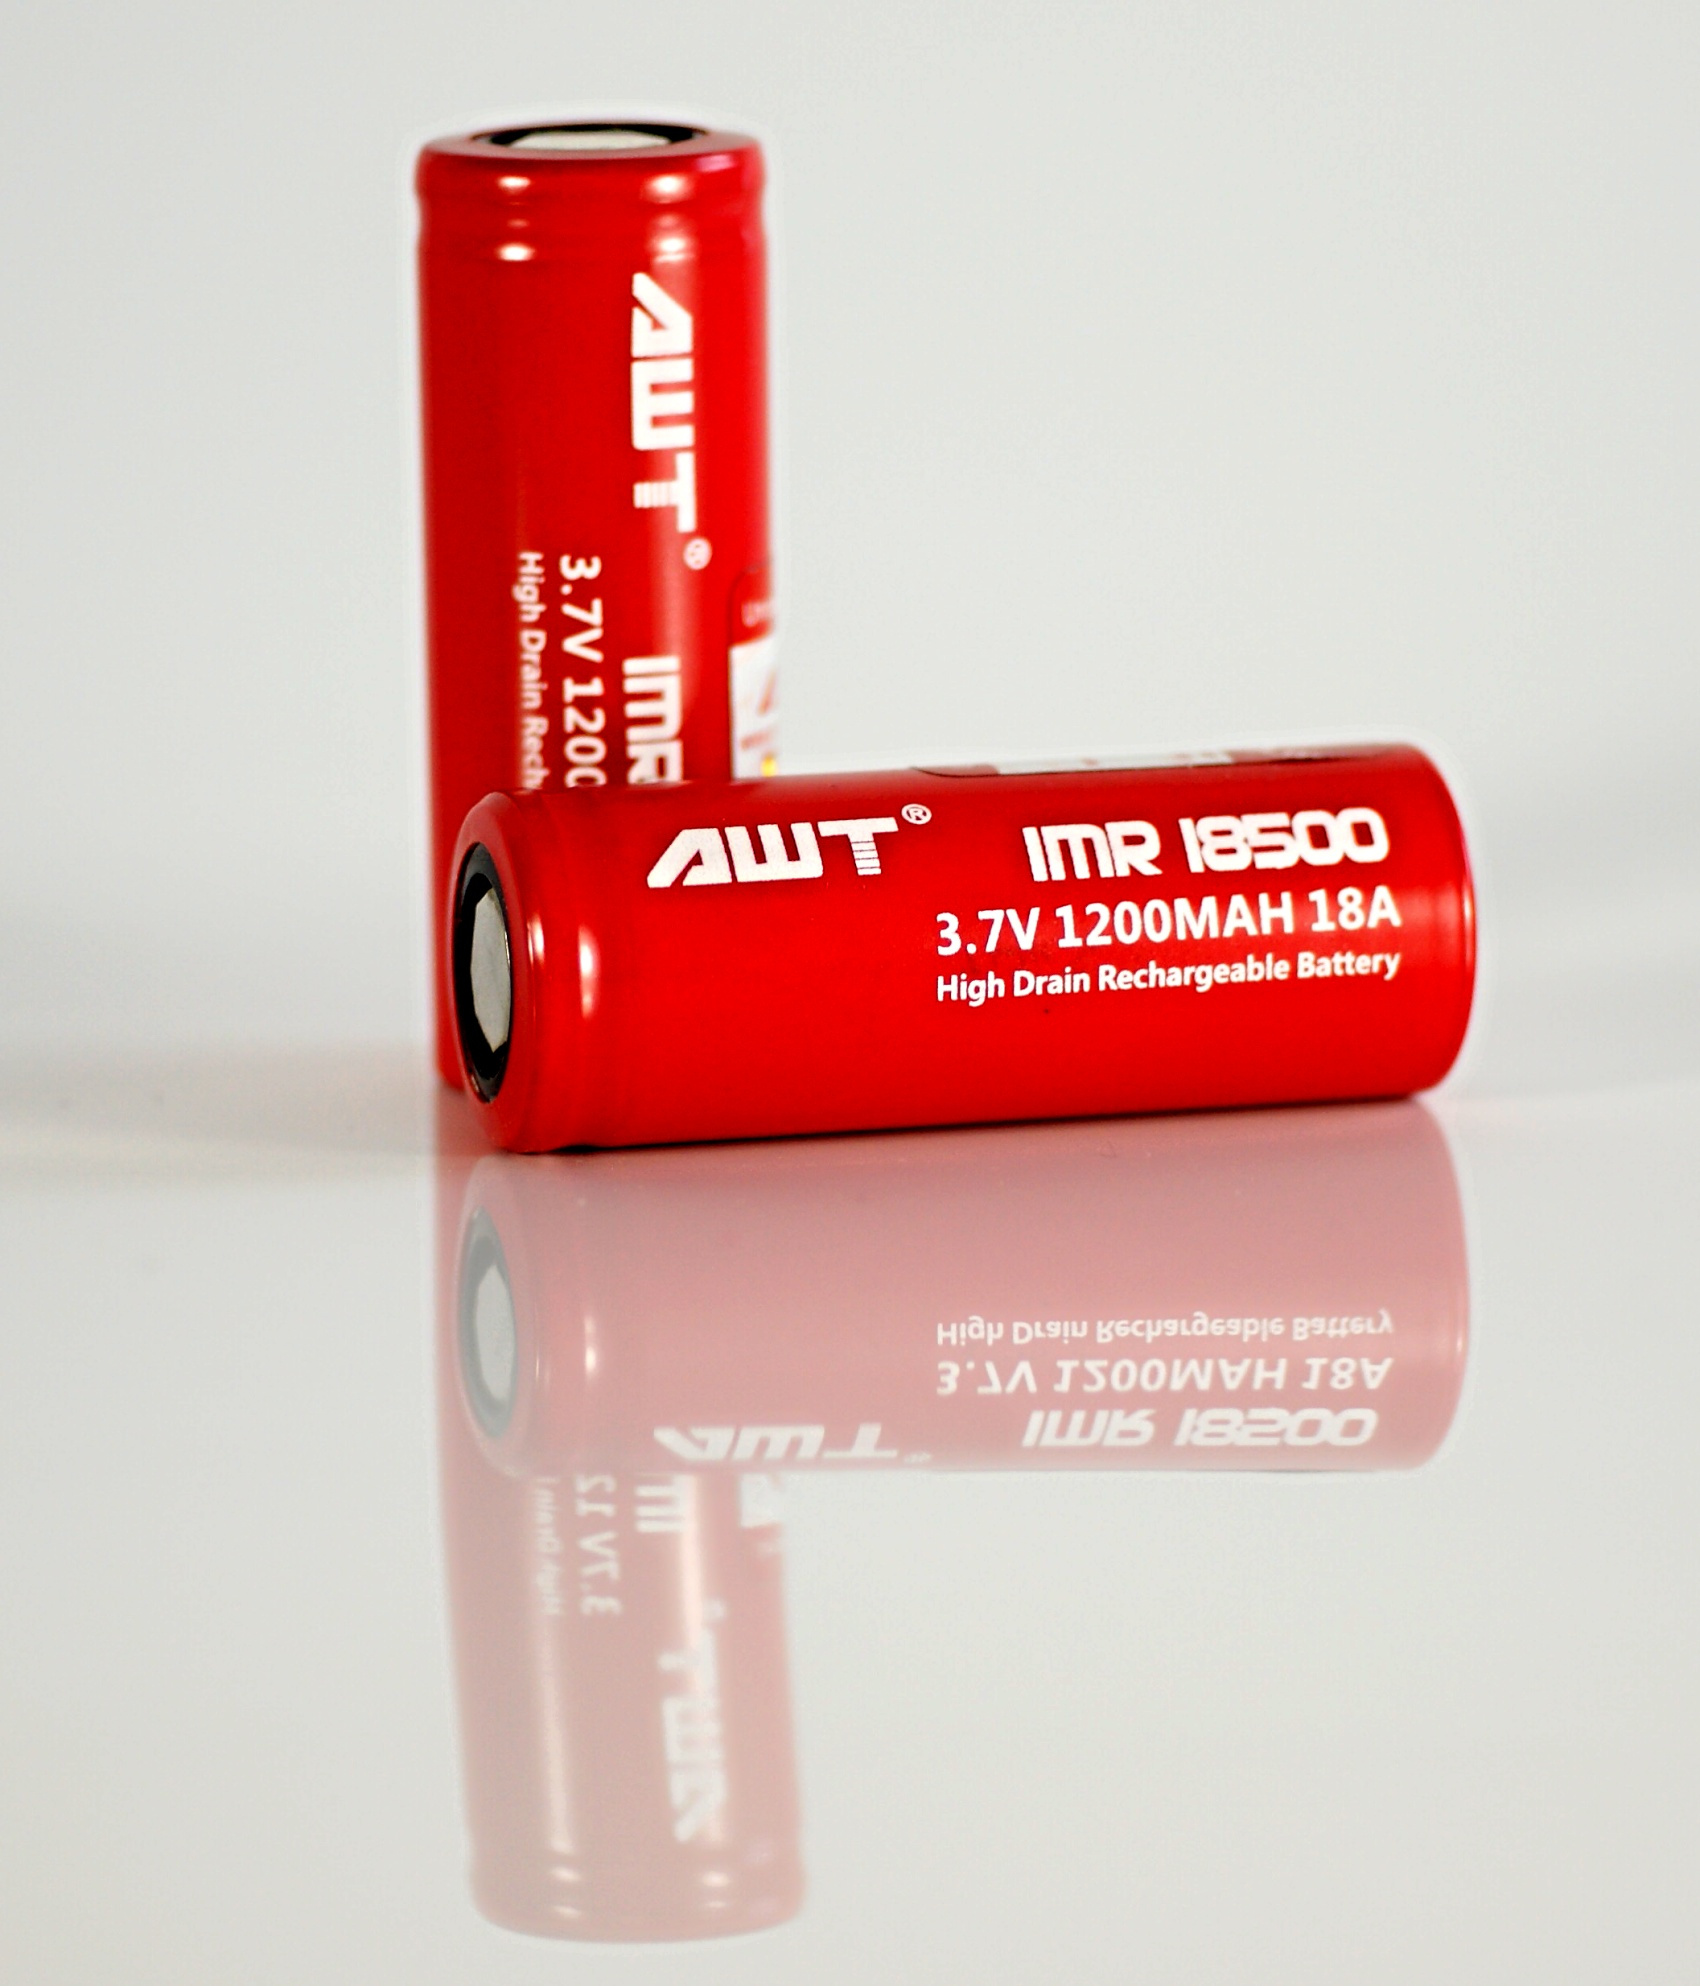 AWT®
IMR
3.7V 1200
High Drain Rech
AWT®
IMR 18500
3.7V 1200MAH 18A
High Drain Rechargeable Battery